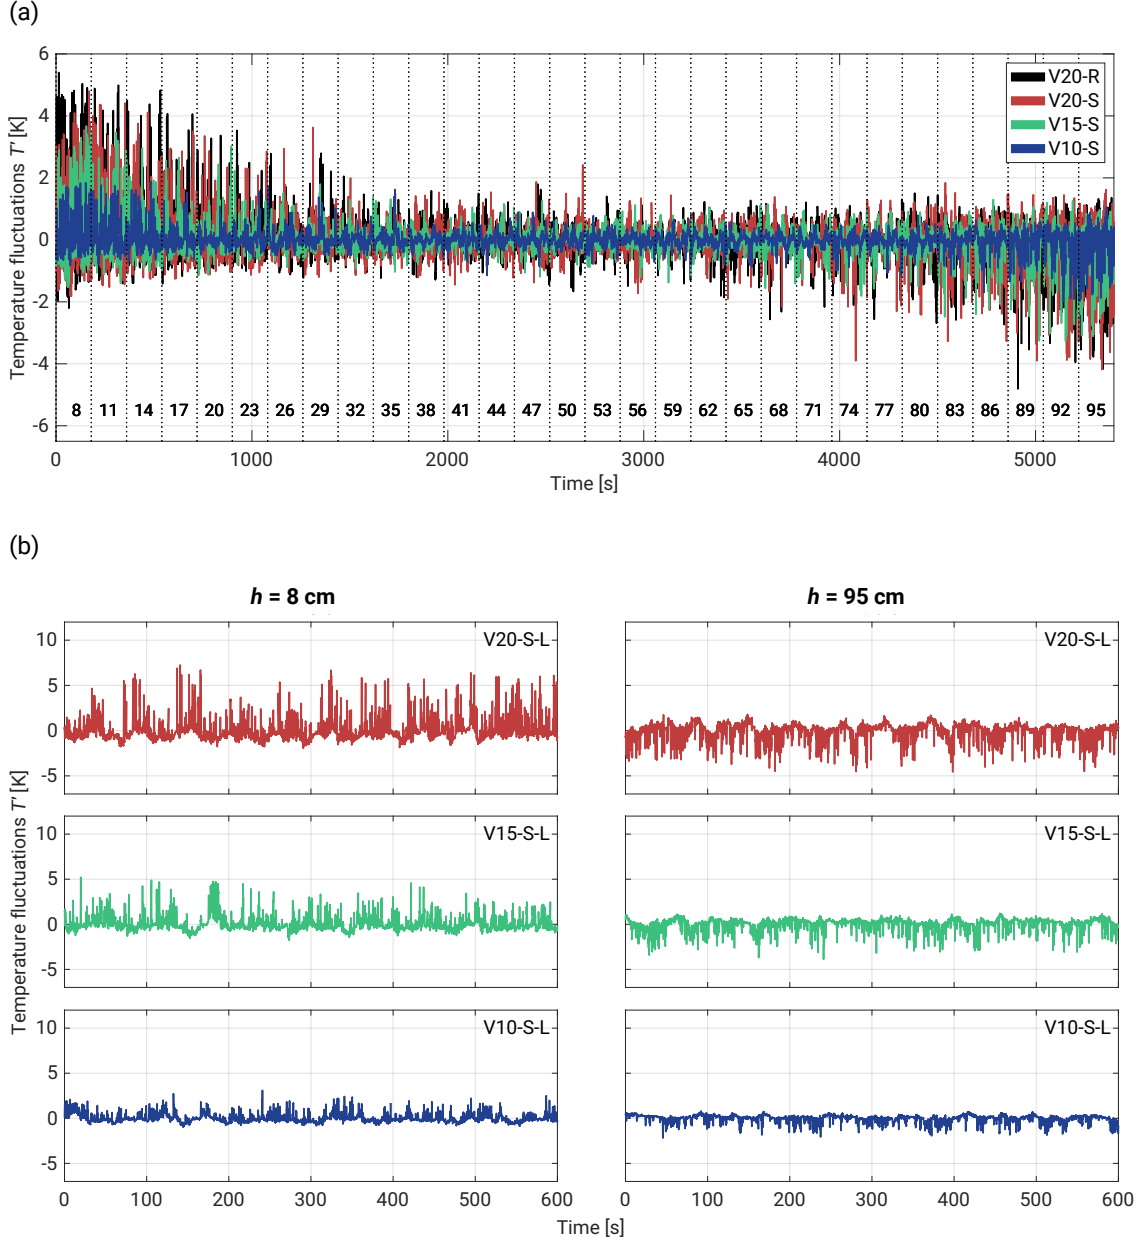 (a)
6
4
2
0
-2
-4
-6
Temperature fluctuations T' [K]
V20-R
V20-S
V15-S
V10-S
8 11 14 17 20 23 26 29 32 35 38 41 44 47 50 53 56 59 62 65 68 71 74 77 80 83 86 89 92 95
0 1000 2000 3000 4000 5000
Time [s]
(b)
h = 8 cm
h = 95 cm
Temperature fluctuations T' [K]
10
5
0
-5
V20-S-L
V20-S-L
10
5
0
-5
V15-S-L
V15-S-L
10
5
0
-5
V10-S-L
V10-S-L
0 100 200 300 400 500 600
0 100 200 300 400 500 600
Time [s]